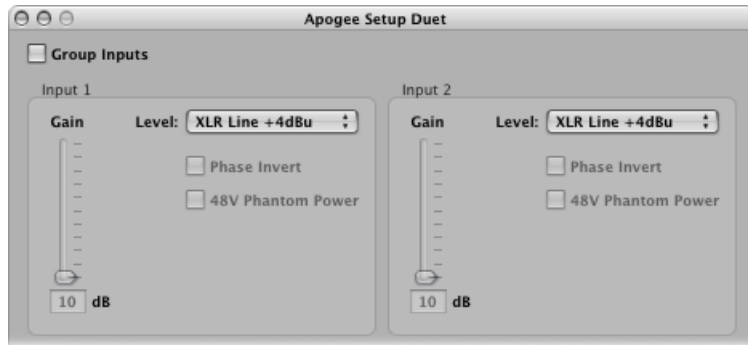 Apogee Setup Duet
Group Inputs
Input 1
Gain
Level: XLR Line +4dBu
Phase Invert
48V Phantom Power
10 dB
Input 2
Gain
Level: XLR Line +4dBu
Phase Invert
48V Phantom Power
10 dB